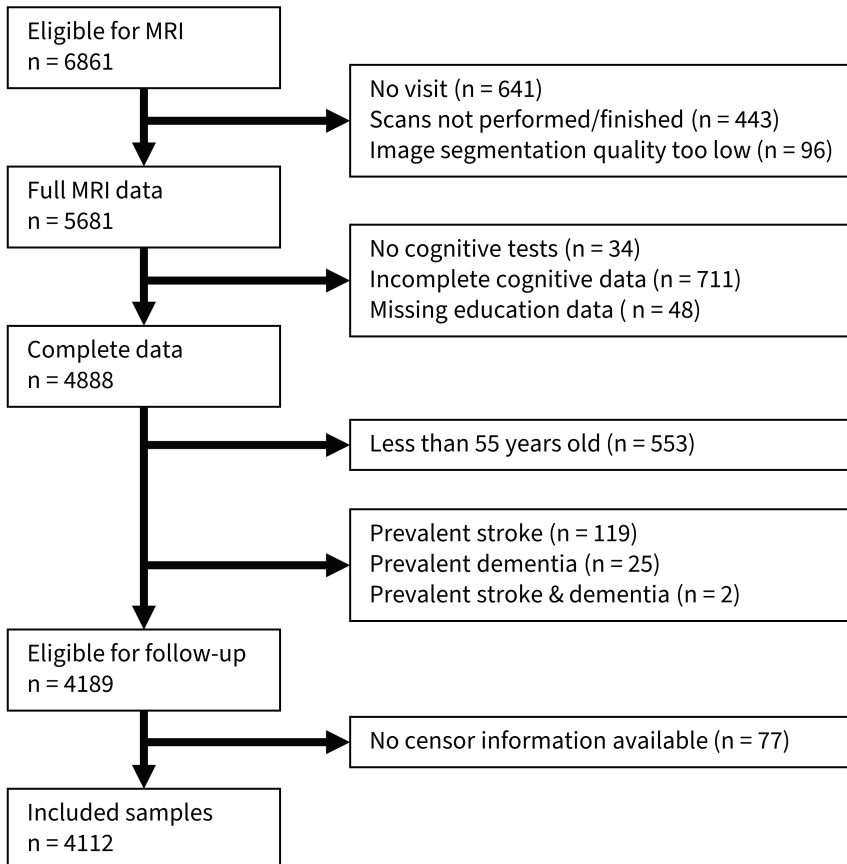 Eligible for MRI
n = 6861
No visit (n = 641)
Scans not performed/finished (n = 443)
Image segmentation quality too low (n = 96)
Full MRI data
n = 5681
No cognitive tests (n = 34)
Incomplete cognitive data (n = 711)
Missing education data ( n = 48)
Complete data
n = 4888
Less than 55 years old (n = 553)
Prevalent stroke (n = 119)
Prevalent dementia (n = 25)
Prevalent stroke & dementia (n = 2)
Eligible for follow-up
n = 4189
No censor information available (n = 77)
Included samples
n = 4112